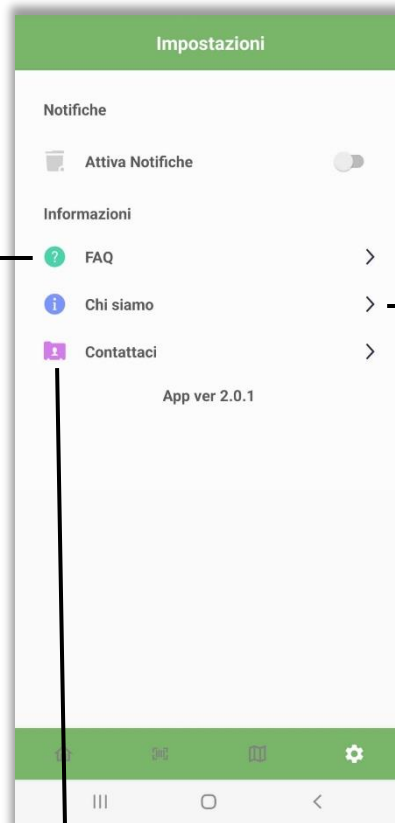 Impostazioni
Notifiche
Attiva Notifiche
Informazioni
FAQ
Chi siamo
Contattaci
App ver 2.0.1